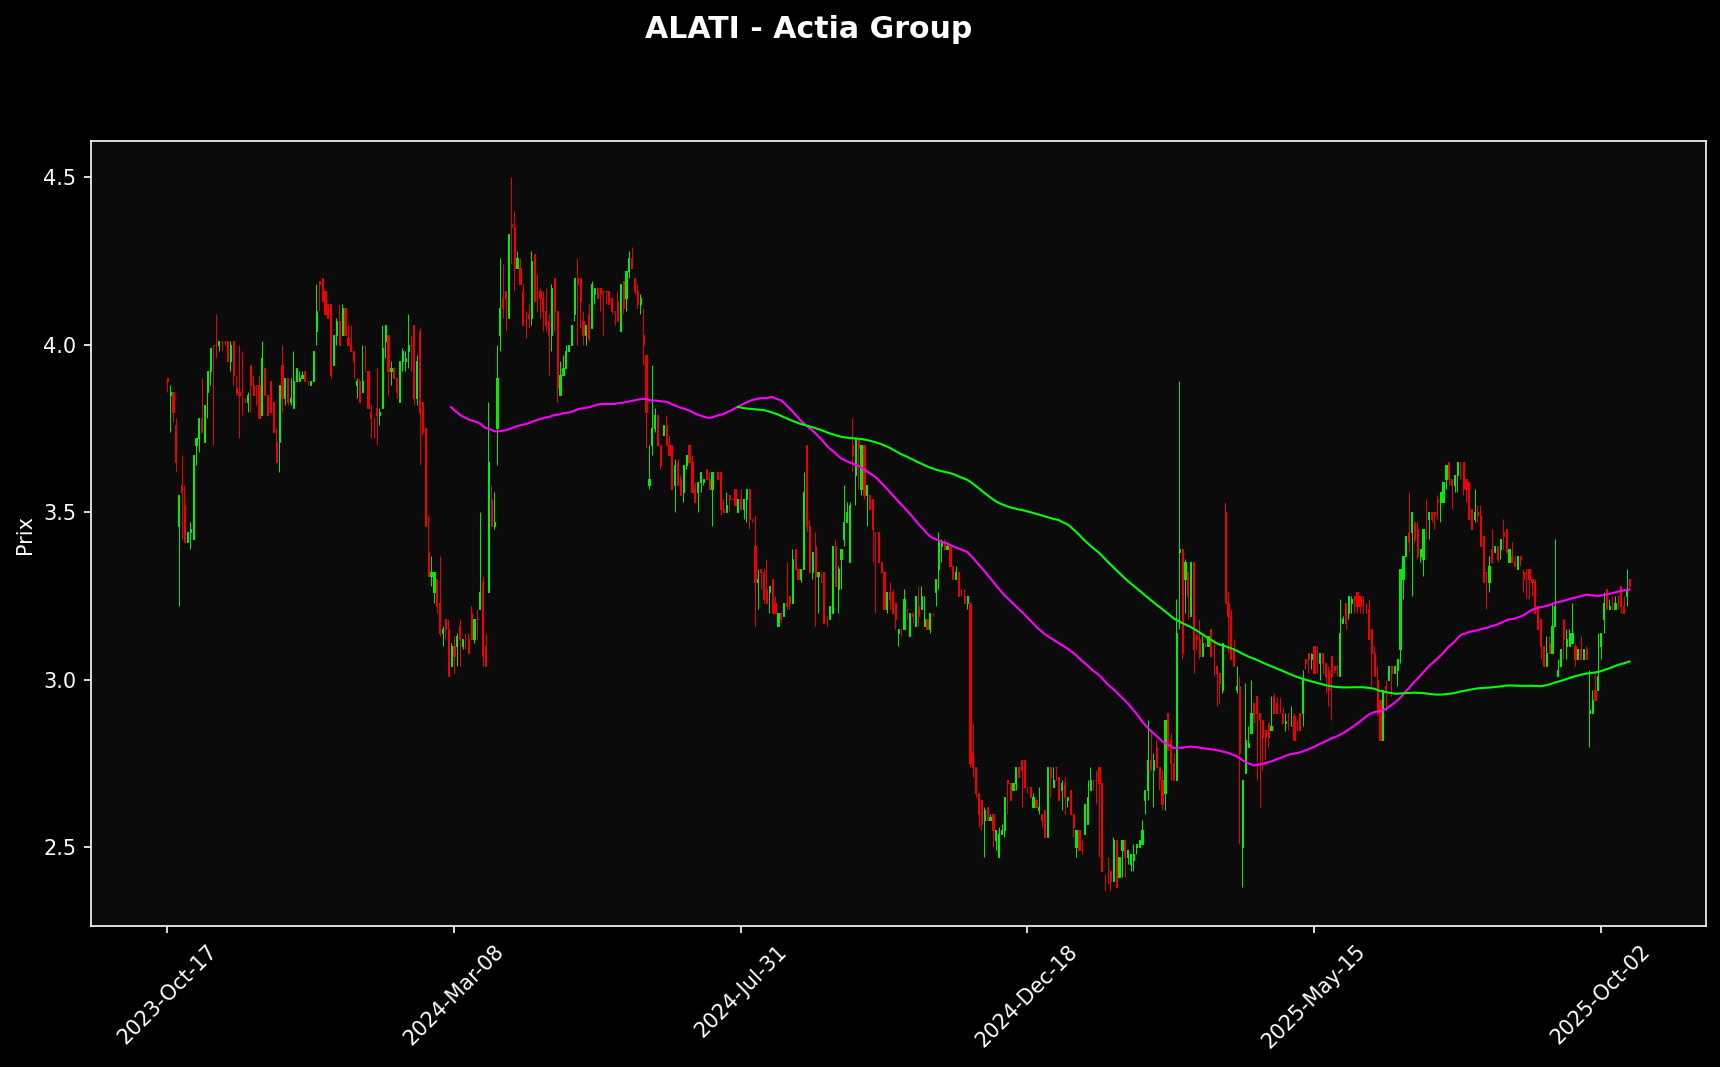 ALATI - Actia Group
Prix
4.5
4.0
3.5
3.0
2.5
2023-Oct-17
2024-Mar-08
2024-Jul-31
2024-Dec-18
2025-May-15
2025-Oct-02